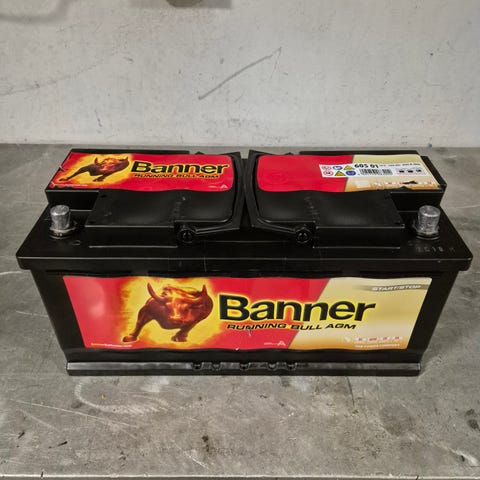 Banner
RUNNING BULL AGM
605 01
START/STOP
Banner
RUNNING BULL AGM